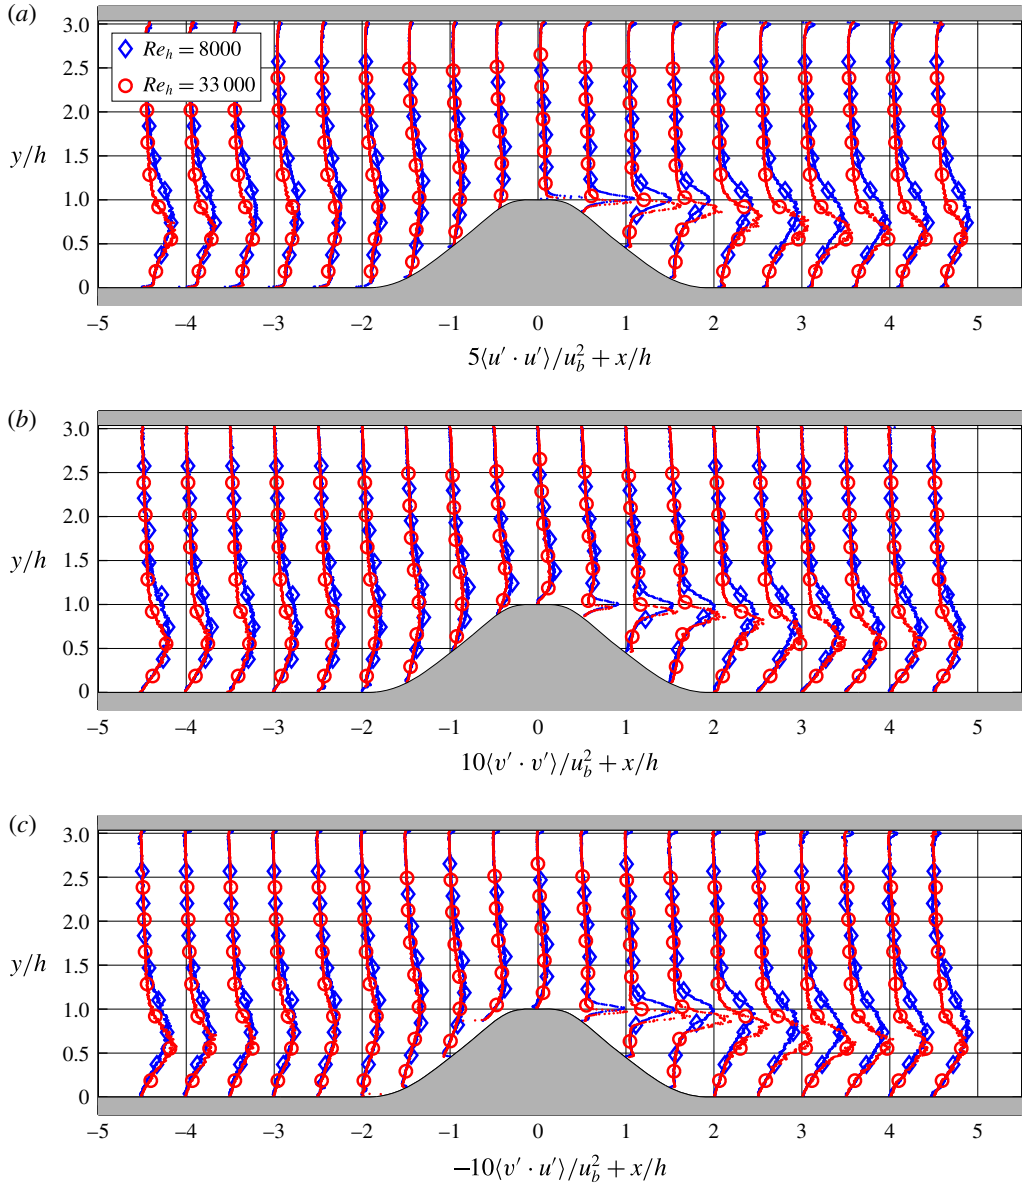 (a)
3.0
Re_h = 8000
2.5
Re_h = 33 000
2.0
y/h
1.5
1.0
0.5
0
–5 –4 –3 –2 –1 0 1 2 3 4 5
5⟨u′ · u′⟩/u_b^2 + x/h
(b)
3.0
2.5
2.0
y/h
1.5
1.0
0.5
0
–5 –4 –3 –2 –1 0 1 2 3 4 5
10⟨v′ · v′⟩/u_b^2 + x/h
(c)
3.0
2.5
2.0
y/h
1.5
1.0
0.5
0
–5 –4 –3 –2 –1 0 1 2 3 4 5
–10⟨v′ · u′⟩/u_b^2 + x/h